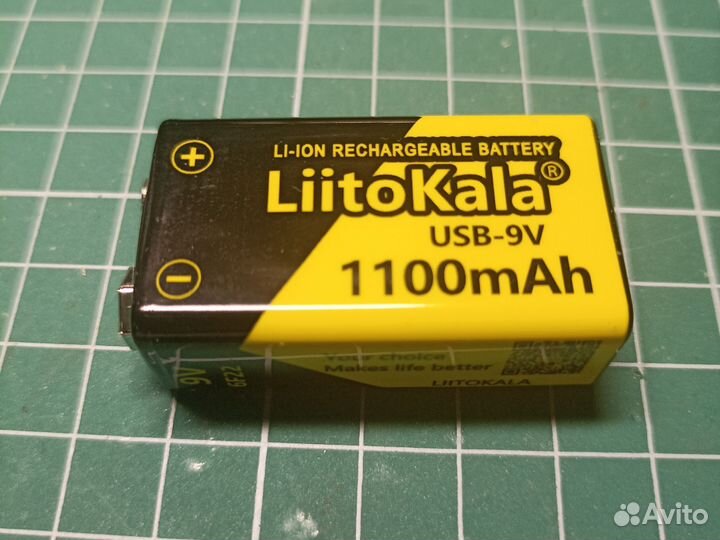 LI-ION RECHARGEABLE BATTERY
LiitoKala®
USB-9V
1100mAh
+
−
9V
6F22
Your choice
Makes life better
LIITOKALA
Avito